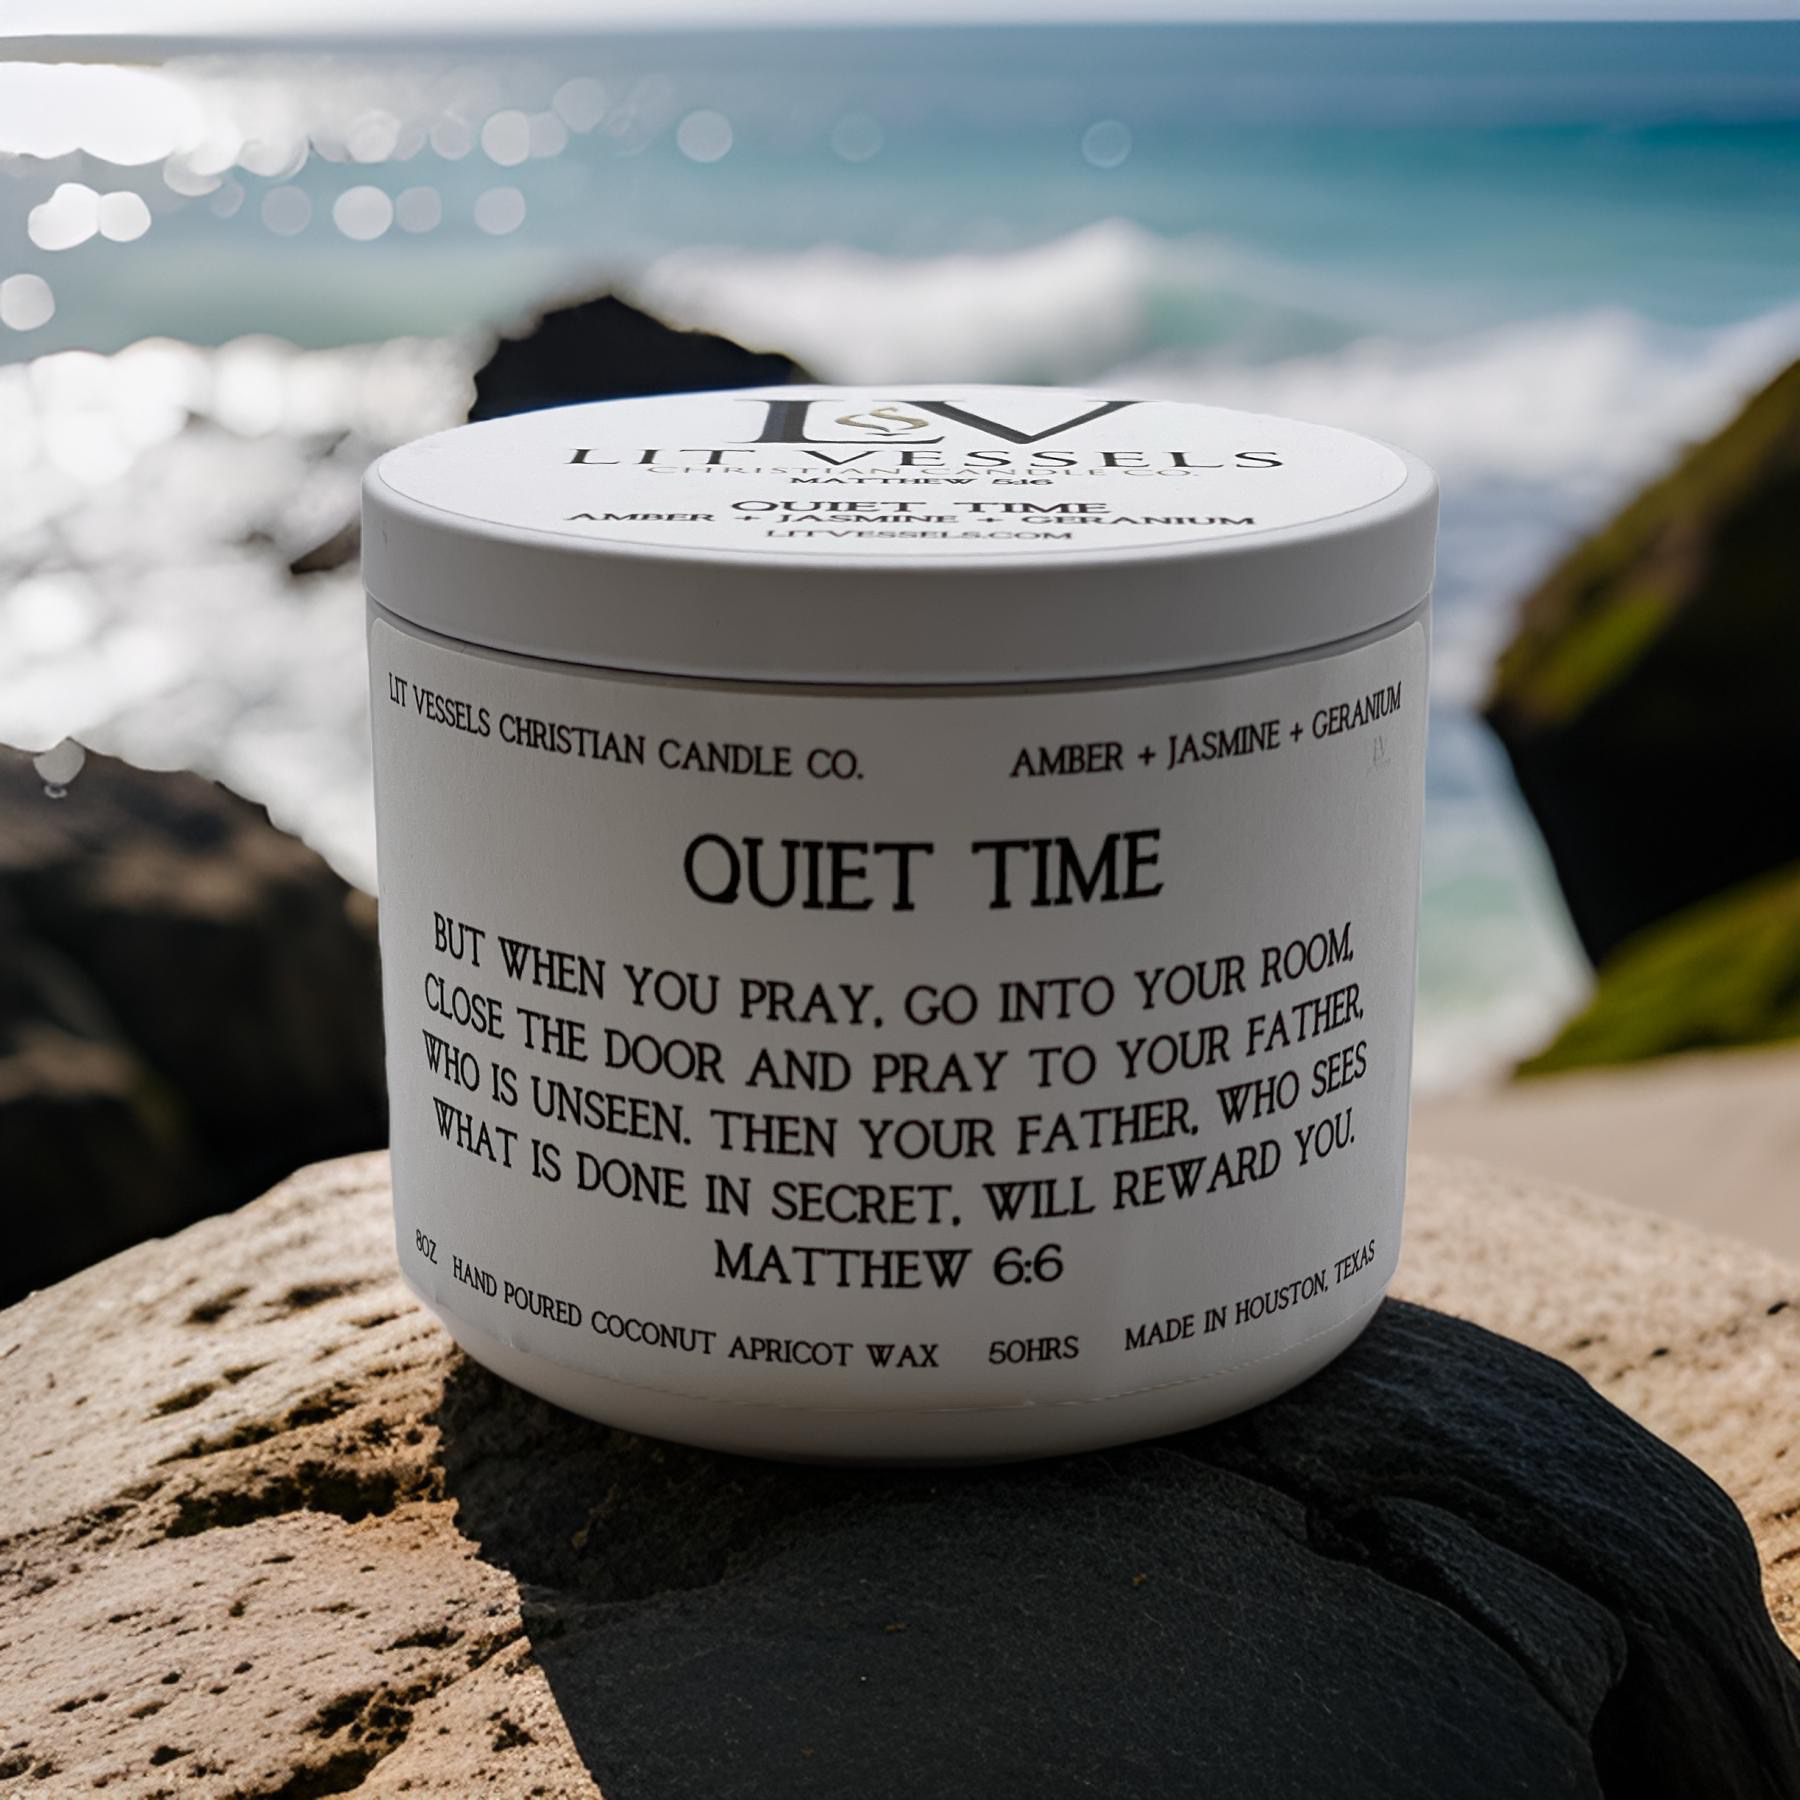 LV
LIT VESSELS
CHRISTIAN CANDLE CO.
MATTHEW 5:16
QUIET TIME
AMBER + JASMINE + GERANIUM
LITVESSELS.COM
LIT VESSELS CHRISTIAN CANDLE CO. AMBER + JASMINE + GERANIUM
LV
QUIET TIME
BUT WHEN YOU PRAY, GO INTO YOUR ROOM,
CLOSE THE DOOR AND PRAY TO YOUR FATHER,
WHO IS UNSEEN. THEN YOUR FATHER, WHO SEES
WHAT IS DONE IN SECRET, WILL REWARD YOU.
MATTHEW 6:6
8OZ HAND POURED COCONUT APRICOT WAX 50HRS MADE IN HOUSTON, TEXAS